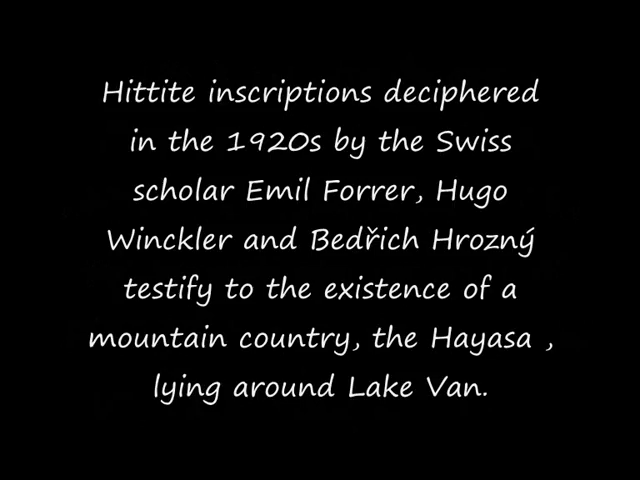 Hittite inscriptions deciphered
in the 1920s by the Swiss
scholar Emil Forrer, Hugo
Winckler and Bedřich Hrozný
testify to the existence of a
mountain country, the Hayasa ,
lying around Lake Van.